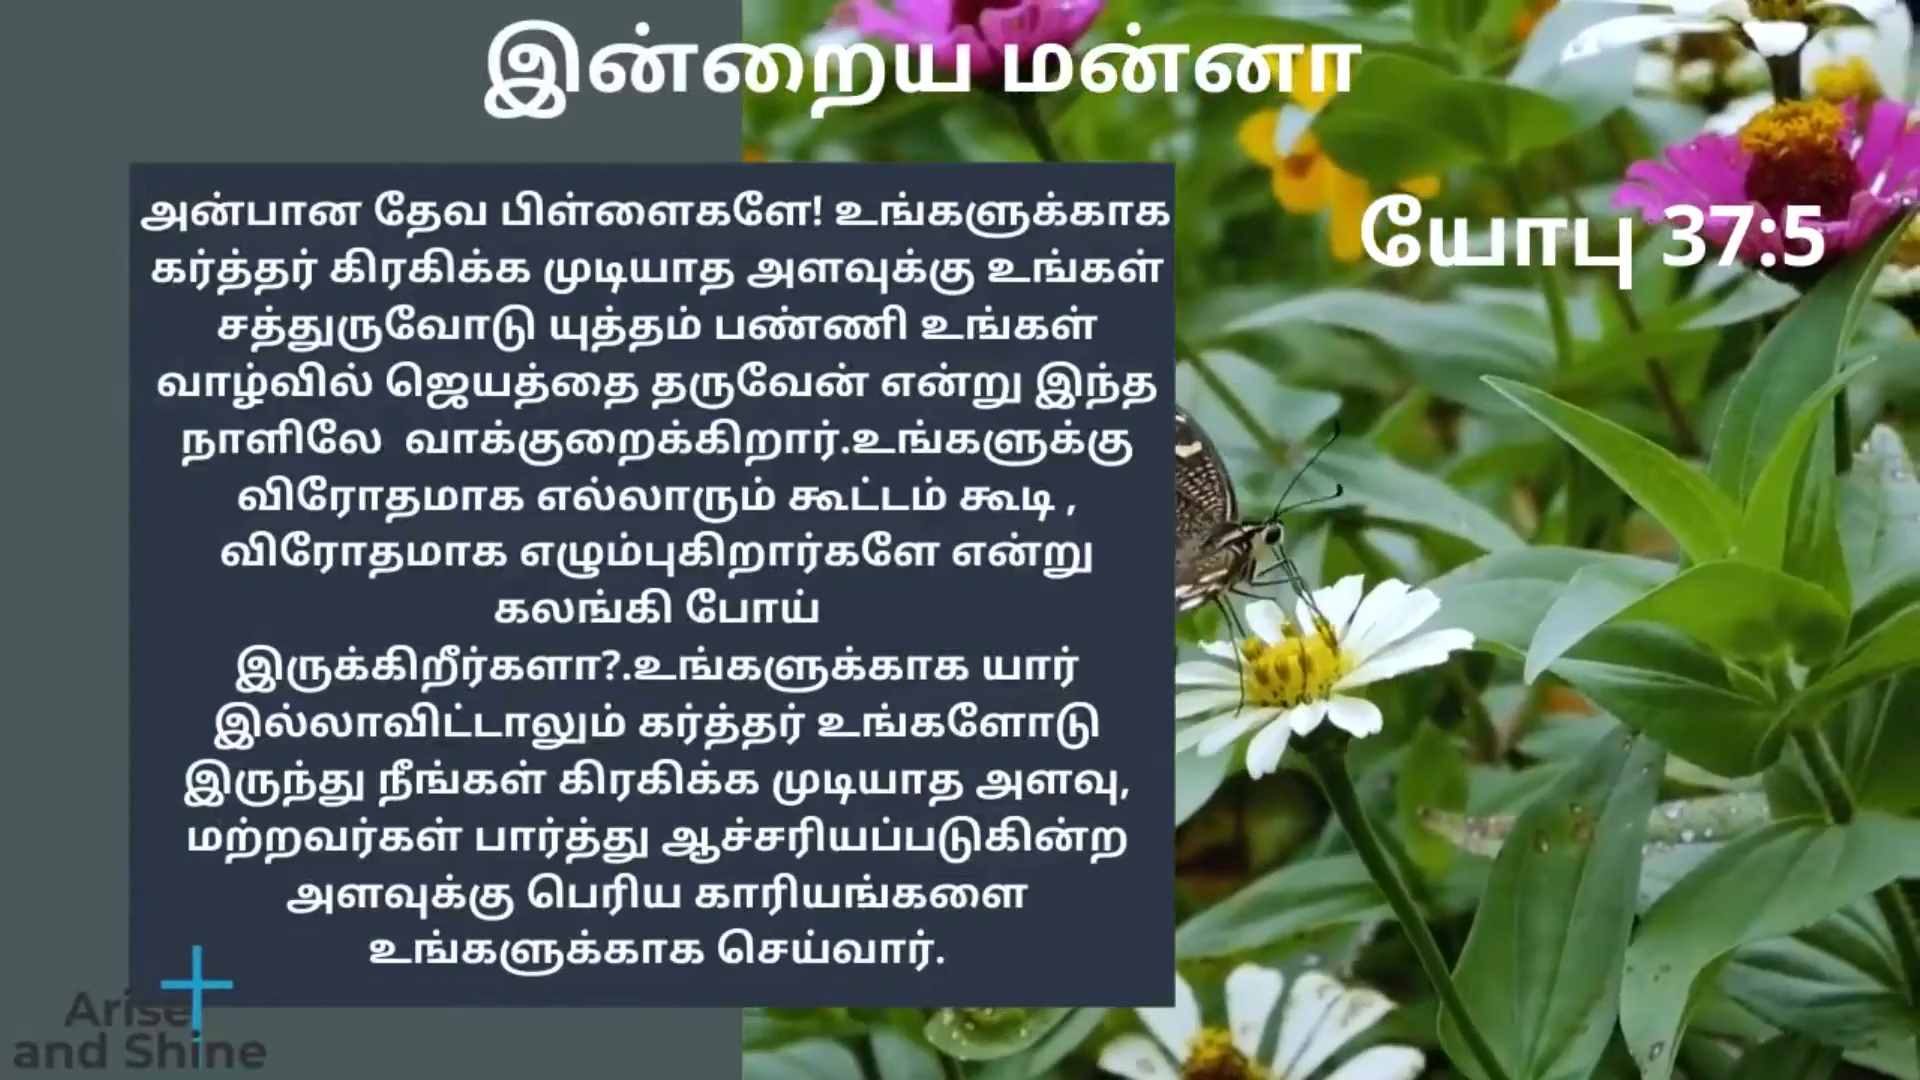 இன்றைய மன்னா
அன்பான தேவ பிள்ளைகளே! உங்களுக்காக
கர்த்தர் கிரகிக்க முடியாத அளவுக்கு உங்கள்
சத்துருவோடு யுத்தம் பண்ணி உங்கள்
வாழ்வில் ஜெயத்தை தருவேன் என்று இந்த
நாளிலே வாக்குறைக்கிறார்.உங்களுக்கு
விரோதமாக எல்லாரும் கூட்டம் கூடி ,
விரோதமாக எழும்புகிறார்களே என்று
கலங்கி போய்
இருக்கிறீர்களா?.உங்களுக்காக யார்
இல்லாவிட்டாலும் கர்த்தர் உங்களோடு
இருந்து நீங்கள் கிரகிக்க முடியாத அளவு,
மற்றவர்கள் பார்த்து ஆச்சரியப்படுகின்ற
அளவுக்கு பெரிய காரியங்களை
உங்களுக்காக செய்வார்.
யோபு 37:5
Arise
and Shine